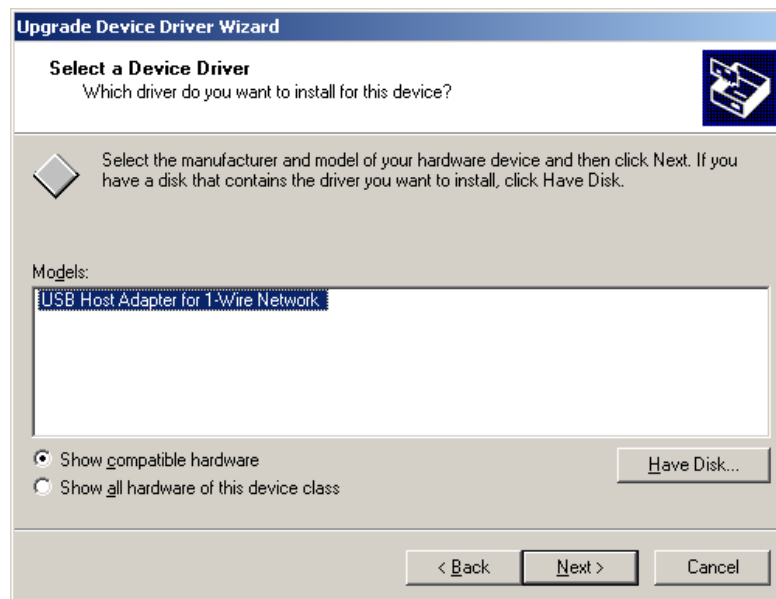 Upgrade Device Driver Wizard
Select a Device Driver
Which driver do you want to install for this device?
Select the manufacturer and model of your hardware device and then click Next. If you
have a disk that contains the driver you want to install, click Have Disk.
Models:
USB Host Adapter for 1-Wire Network
Show compatible hardware
Have Disk...
Show all hardware of this device class
< Back
Next >
Cancel